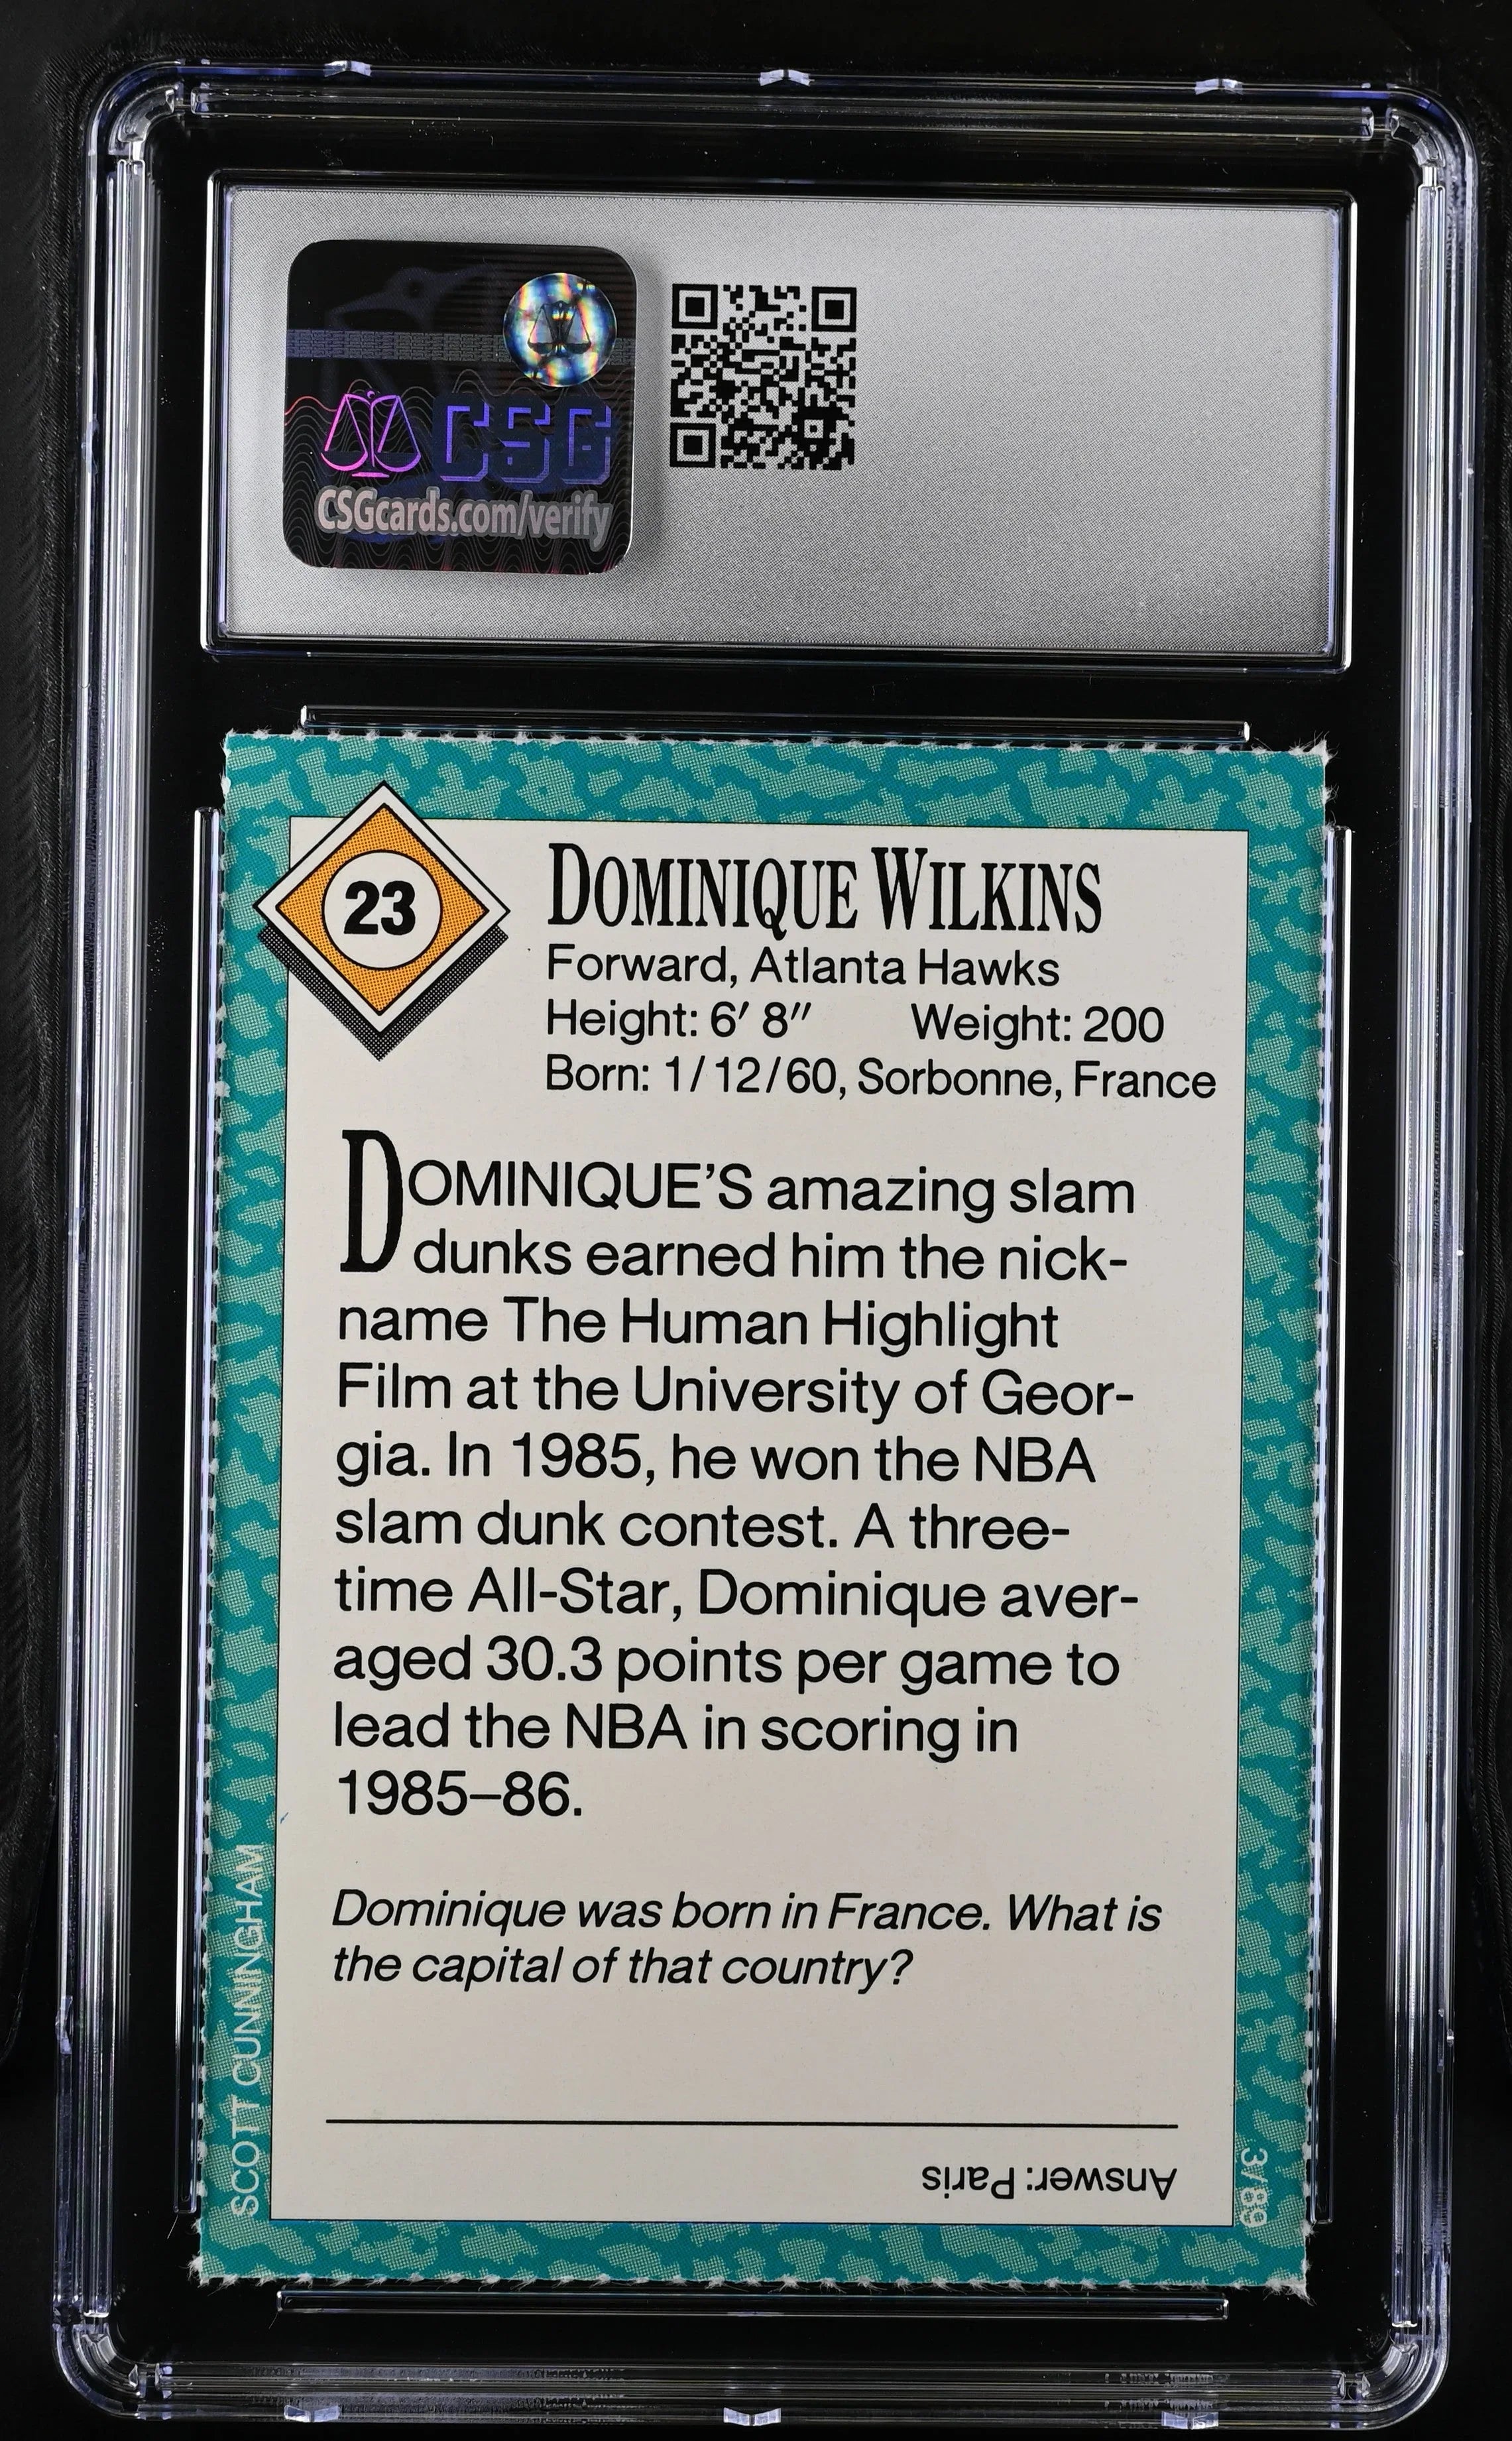 CSG
CSGcards.com/verify
23
DOMINIQUE WILKINS
Forward, Atlanta Hawks
Height: 6′ 8″ Weight: 200
Born: 1/12/60, Sorbonne, France
DOMINIQUE’S amazing slam
dunks earned him the nick-
name The Human Highlight
Film at the University of Geor-
gia. In 1985, he won the NBA
slam dunk contest. A three-
time All-Star, Dominique aver-
aged 30.3 points per game to
lead the NBA in scoring in
1985–86.
Dominique was born in France. What is
the capital of that country?
Answer: Paris
SCOTT CUNNINGHAM
3/89